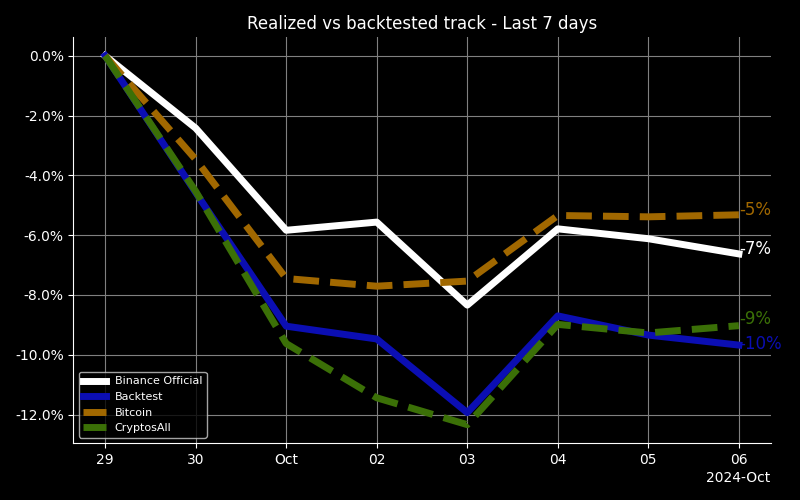 Realized vs backtested track - Last 7 days
0.0%
-2.0%
-4.0%
-6.0%
-8.0%
-10.0%
-12.0%
-5%
-7%
-9%
-10%
Binance Official
Backtest
Bitcoin
CryptosAll
29 30 Oct 02 03 04 05 06
2024-Oct